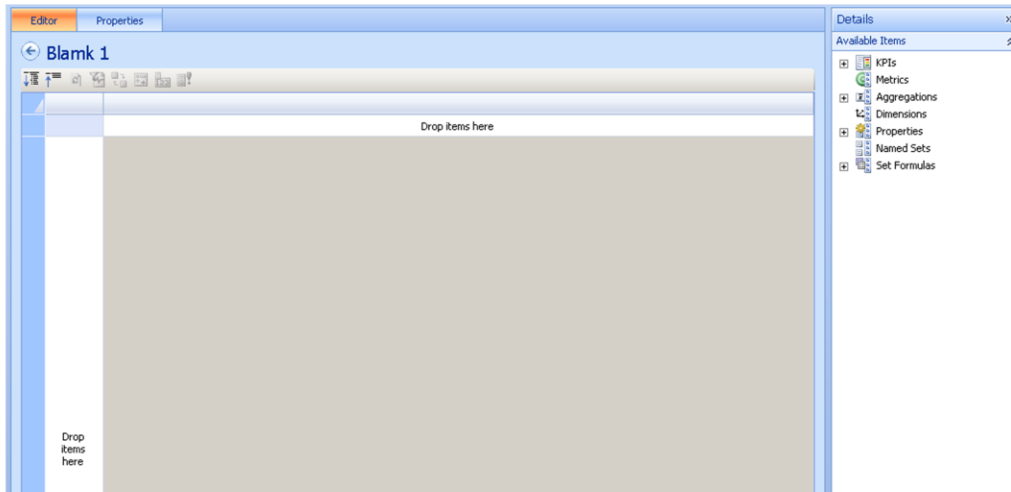 Editor Properties
Blamk 1
Drop items here
Drop
items
here
Details
Available Items
KPIs
Metrics
Aggregations
Dimensions
Properties
Named Sets
Set Formulas